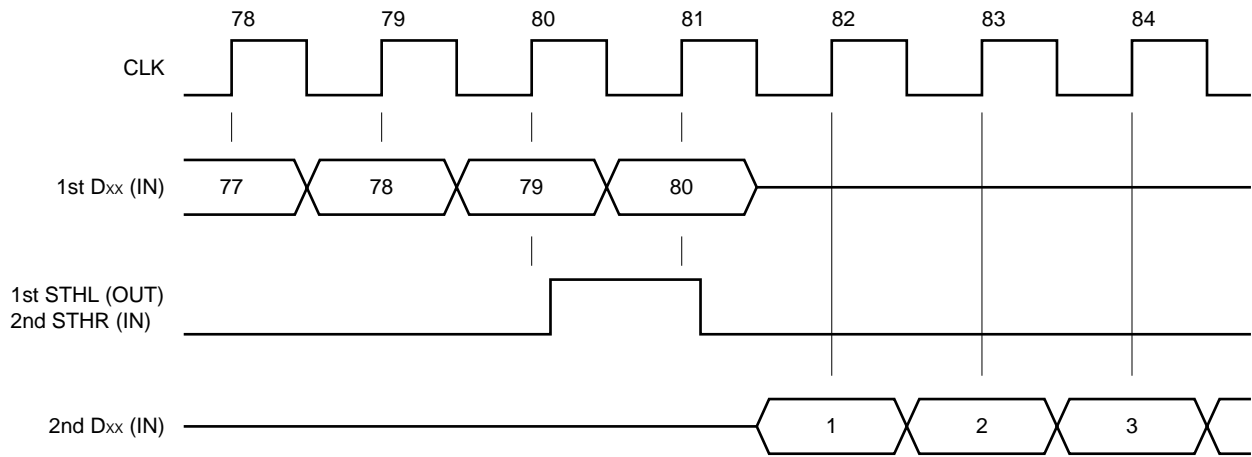 78 79 80 81 82 83 84
CLK
1st Dxx (IN) 77 78 79 80
1st STHL (OUT)
2nd STHR (IN)
2nd Dxx (IN) 1 2 3